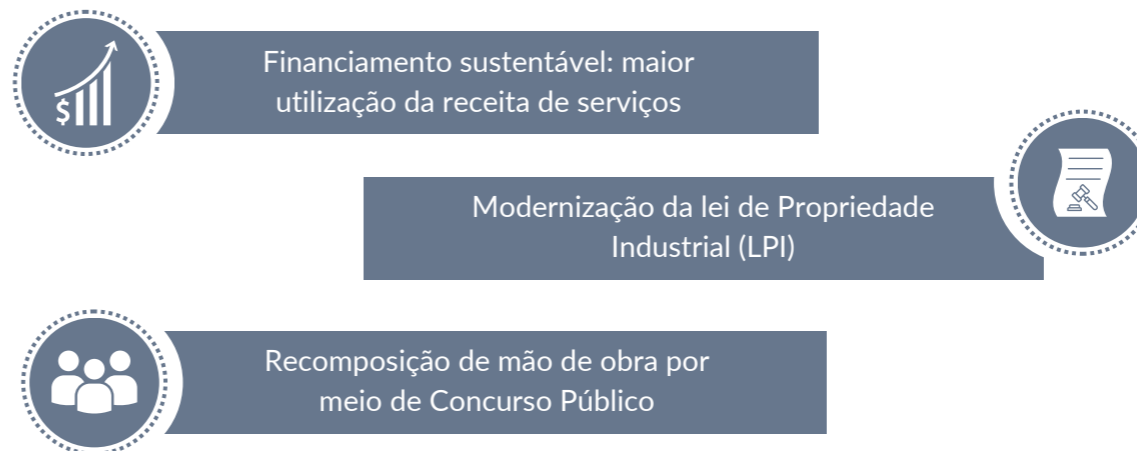 Financiamento sustentável: maior
utilização da receita de serviços
Modernização da lei de Propriedade
Industrial (LPI)
Recomposição de mão de obra por
meio de Concurso Público